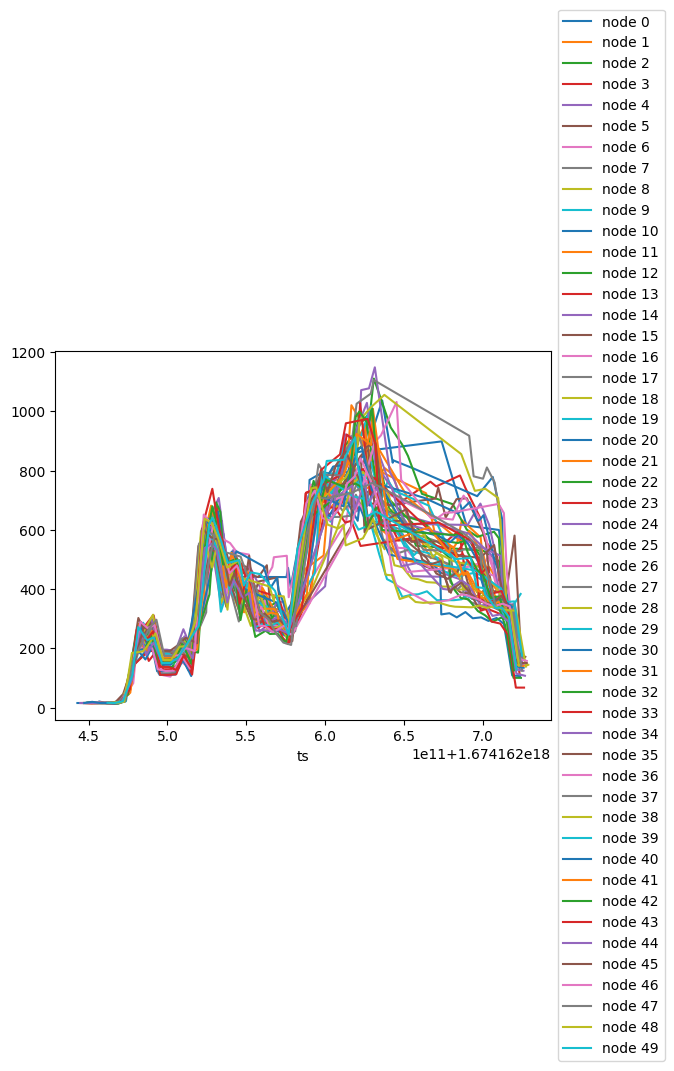 1200
1000
800
600
400
200
0
4.5 5.0 5.5 6.0 6.5 7.0
ts
1e11+1.674162e18
node 0
node 1
node 2
node 3
node 4
node 5
node 6
node 7
node 8
node 9
node 10
node 11
node 12
node 13
node 14
node 15
node 16
node 17
node 18
node 19
node 20
node 21
node 22
node 23
node 24
node 25
node 26
node 27
node 28
node 29
node 30
node 31
node 32
node 33
node 34
node 35
node 36
node 37
node 38
node 39
node 40
node 41
node 42
node 43
node 44
node 45
node 46
node 47
node 48
node 49